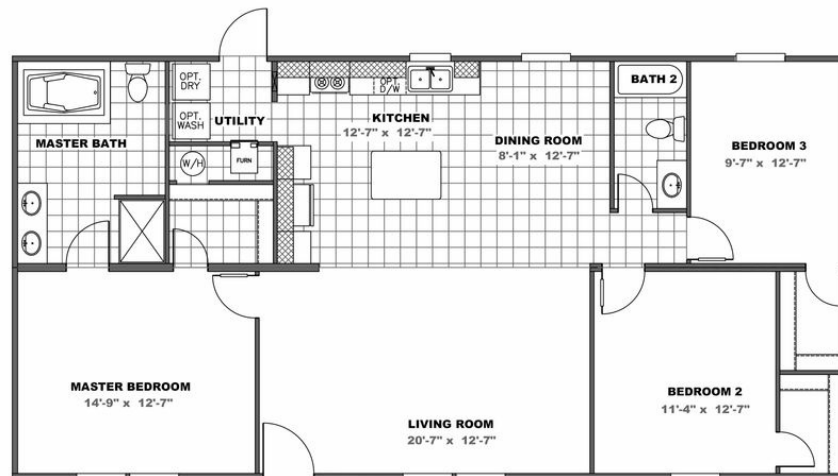 OPT.
DRY
OPT.
WASH
UTILITY
MASTER BATH
W/H
FURN
OPT.
D/W
KITCHEN
12'-7" x 12'-7"
DINING ROOM
8'-1" x 12'-7"
BATH 2
BEDROOM 3
9'-7" x 12'-7"
MASTER BEDROOM
14'-9" x 12'-7"
LIVING ROOM
20'-7" x 12'-7"
BEDROOM 2
11'-4" x 12'-7"